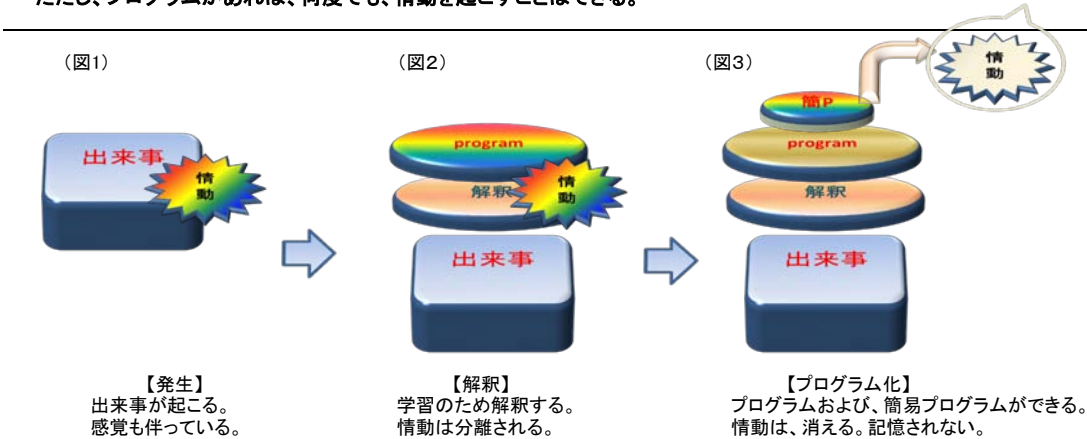 ただし、プログラムがあれば、何度でも、情動を起こすことはできる。
（図1）
（図２）
（図３）
出来事
情
動
program
解釈
情
動
出来事
情
動
簡P
program
解釈
出来事
【発生】
出来事が起こる。
感覚も伴っている。
【解釈】
学習のため解釈する。
情動は分離される。
【プログラム化】
プログラムおよび、簡易プログラムができる。
情動は、消える。記憶されない。